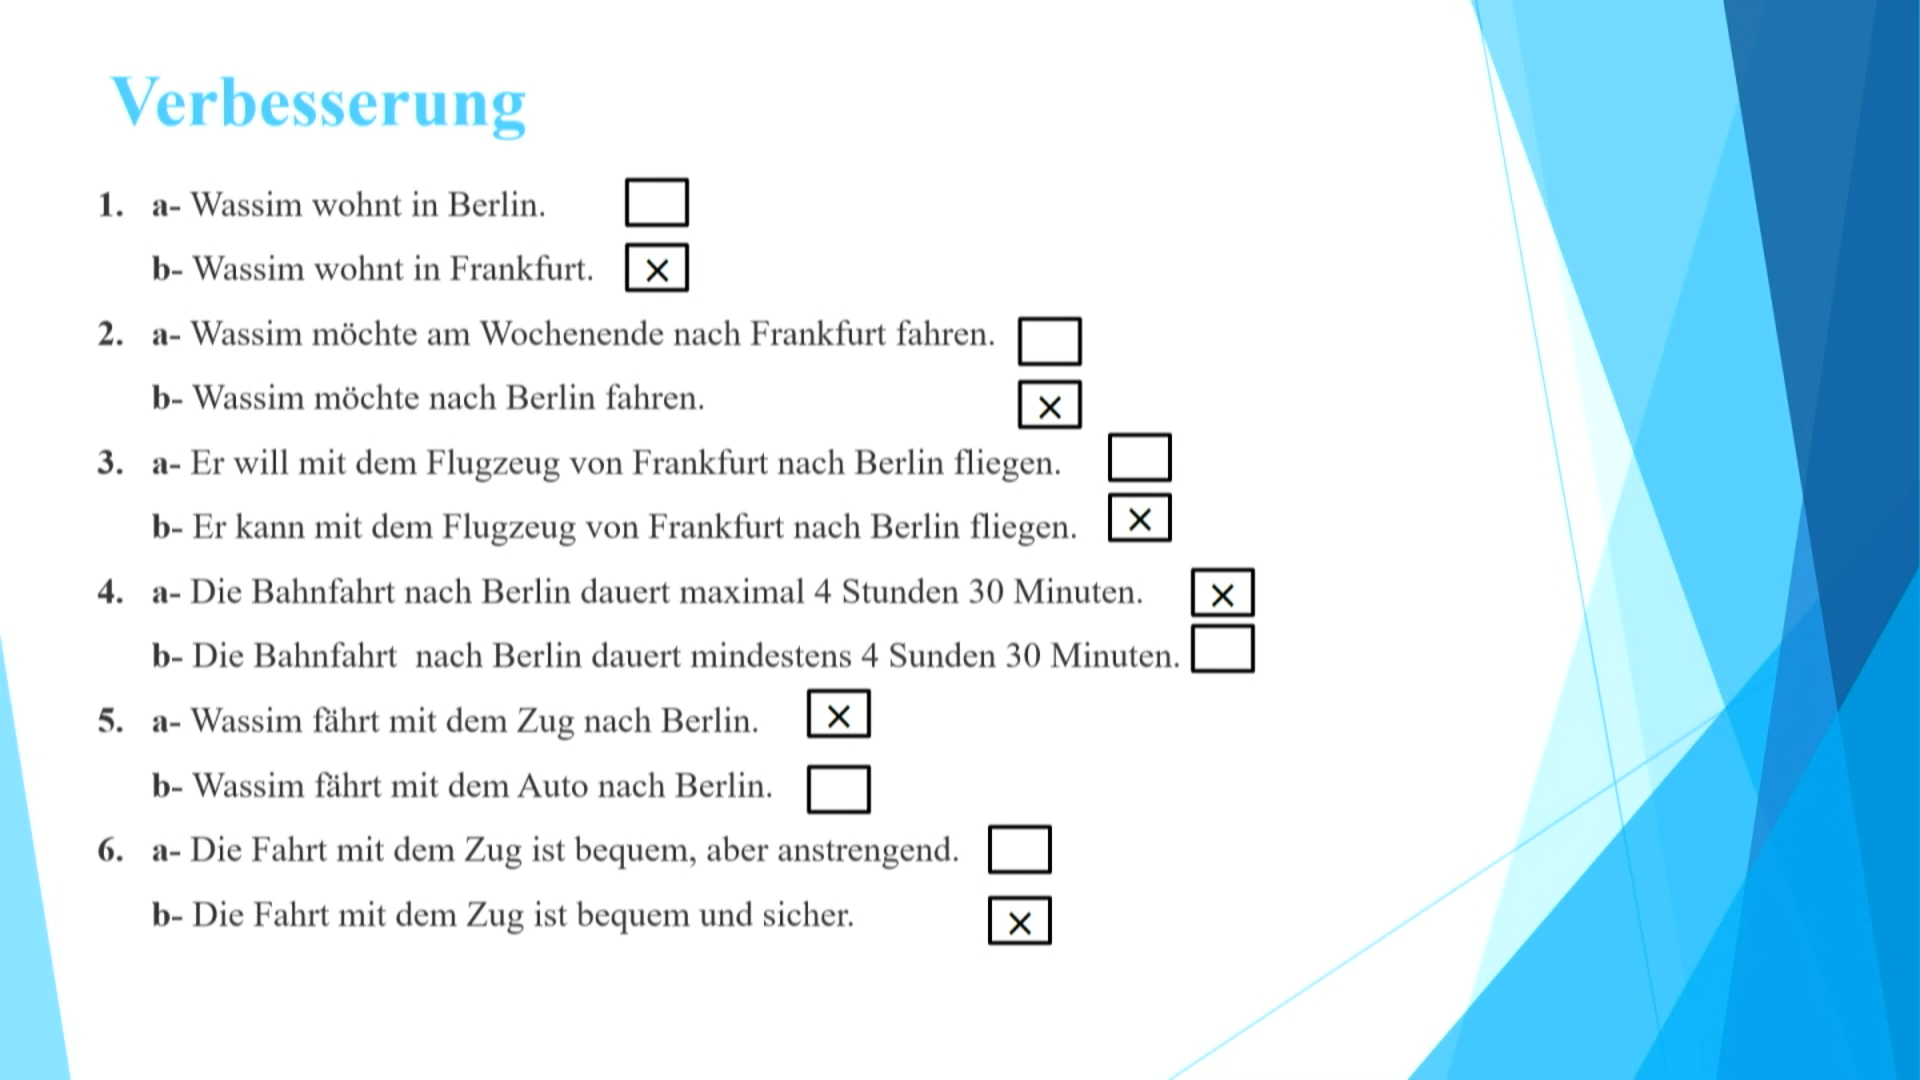 Verbesserung
1. a- Wassim wohnt in Berlin.
b- Wassim wohnt in Frankfurt. ×
2. a- Wassim möchte am Wochenende nach Frankfurt fahren.
b- Wassim möchte nach Berlin fahren. ×
3. a- Er will mit dem Flugzeug von Frankfurt nach Berlin fliegen.
b- Er kann mit dem Flugzeug von Frankfurt nach Berlin fliegen. ×
4. a- Die Bahnfahrt nach Berlin dauert maximal 4 Stunden 30 Minuten. ×
b- Die Bahnfahrt nach Berlin dauert mindestens 4 Sunden 30 Minuten.
5. a- Wassim fährt mit dem Zug nach Berlin. ×
b- Wassim fährt mit dem Auto nach Berlin.
6. a- Die Fahrt mit dem Zug ist bequem, aber anstrengend.
b- Die Fahrt mit dem Zug ist bequem und sicher. ×